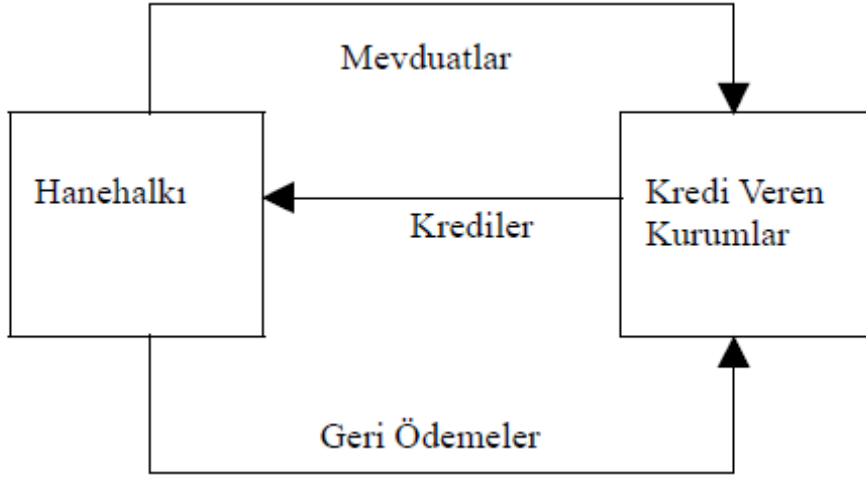 Mevduatlar
Hanehalkı
Kredi Veren
Kurumlar
Krediler
Geri Ödemeler